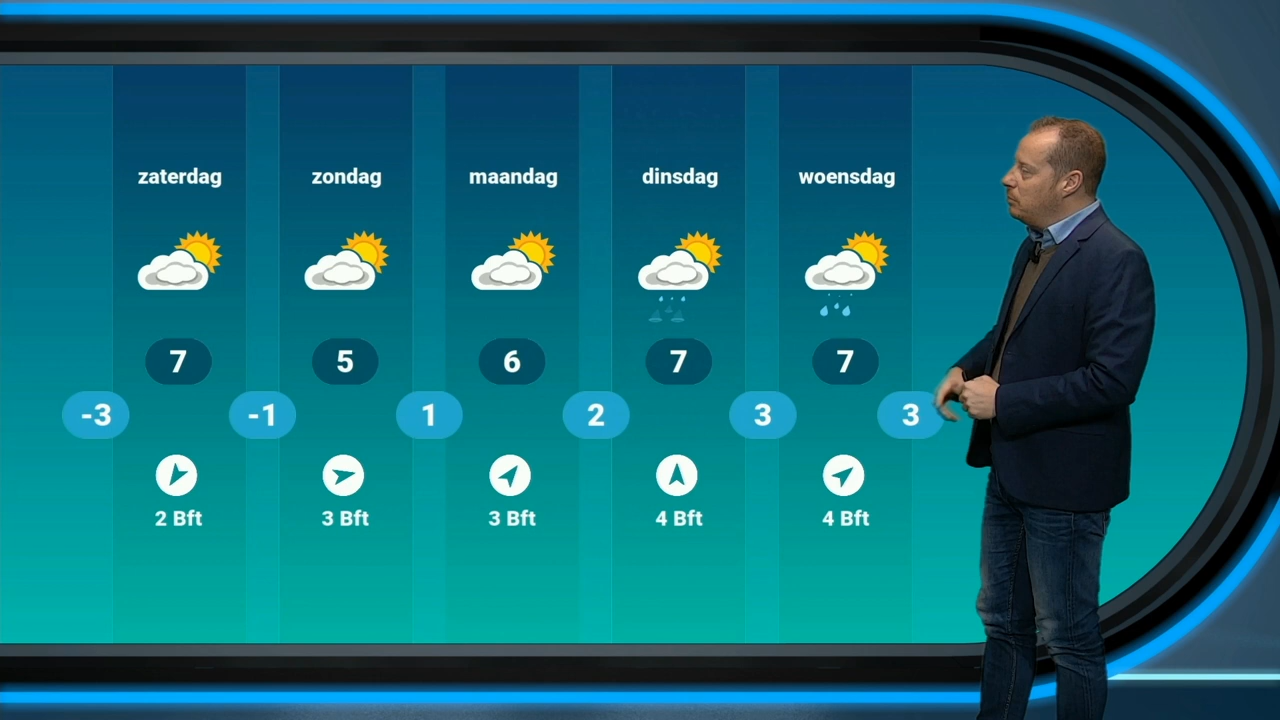 zaterdag zondag maandag dinsdag woensdag
7 5 6 7 7
-3 -1 1 2 3 3
2 Bft 3 Bft 3 Bft 4 Bft 4 Bft